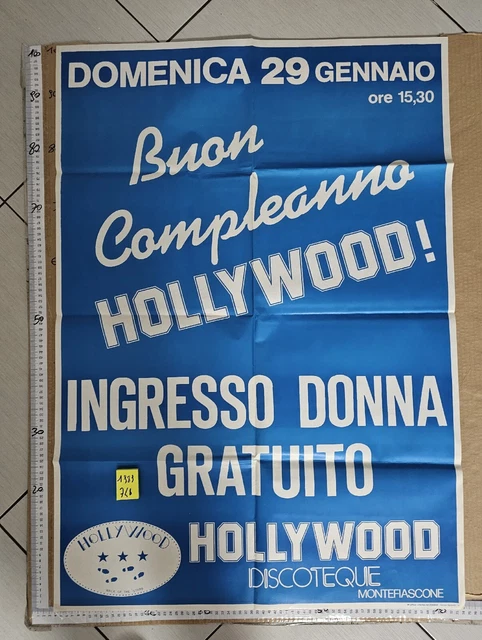 DOMENICA 29 GENNAIO
ore 15,30
Buon
Compleanno
HOLLYWOOD!
INGRESSO DONNA
GRATUITO
HOLLYWOOD
HOLLYWOOD
DISCOTEQUE
MONTEFIASCONE